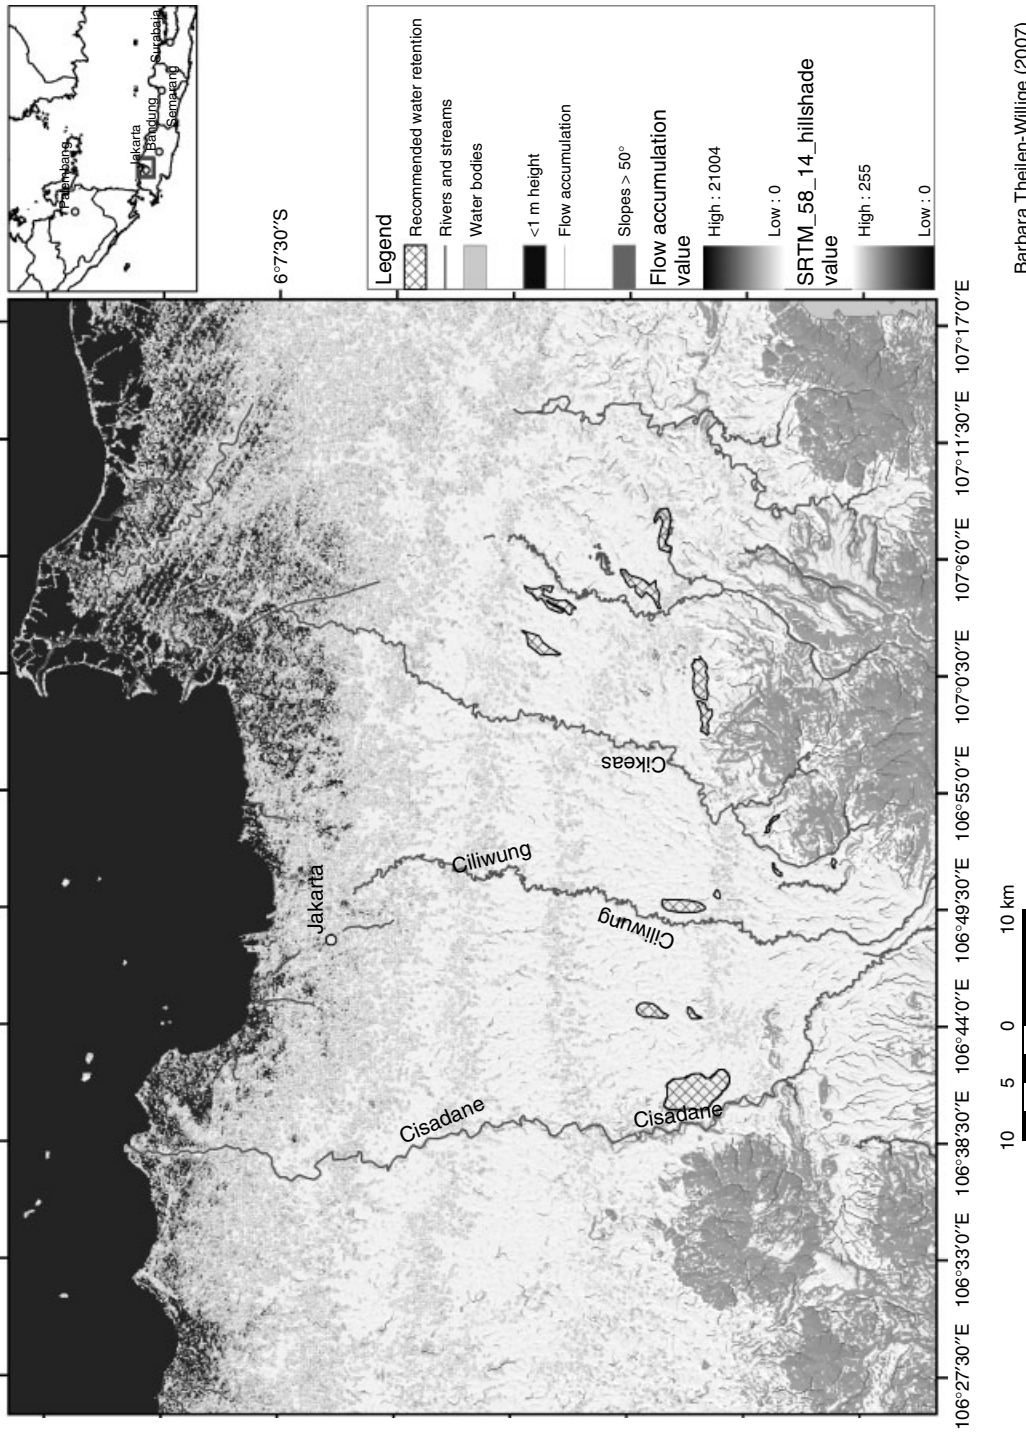 Palembang
Jakarta
Bandung
Semarang
Surabaja
6°7′30″S
Legend
Recommended water retention
Rivers and streams
Water bodies
<1 m height
Flow accumulation
Slopes > 50°
Flow accumulation
value
High : 21004
Low : 0
SRTM_58_14_hillshade
value
High : 255
Low : 0
Jakarta
Cisadane
Cisadane
Ciliwung
Ciliwung
Cikeas
106°27′30″E
106°33′0″E
106°38′30″E
106°44′0″E
106°49′30″E
106°55′0″E
107°0′30″E
107°6′0″E
107°11′30″E
107°17′0″E
10 5 0 10 km
Barbara Theilen-Willige (2007)